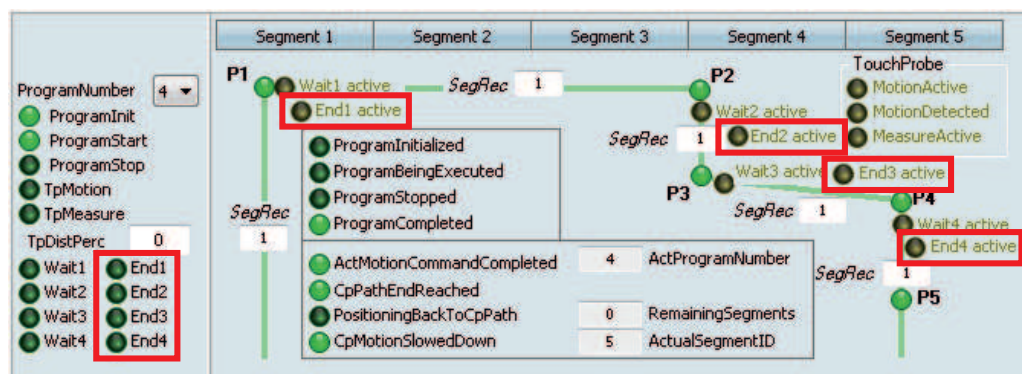 Segment 1 Segment 2 Segment 3 Segment 4 Segment 5
ProgramNumber 4
ProgramInit
ProgramStart
ProgramStop
TpMotion
TpMeasure
TpDistPerc 0
Wait1 End1
Wait2 End2
Wait3 End3
Wait4 End4
P1
Wait1 active
End1 active
SegRec 1
SegRec
1
P2
Wait2 active
End2 active
SegRec 1
TouchProbe
MotionActive
MotionDetected
MeasureActive
P3
Wait3 active
End3 active
SegRec 1
P4
Wait4 active
End4 active
SegRec 1
P5
ProgramInitialized
ProgramBeingExecuted
ProgramStopped
ProgramCompleted
ActMotionCommandCompleted 4 ActProgramNumber
CpPathEndReached
PositioningBackToCpPath 0 RemainingSegments
CpMotionSlowedDown 5 ActualSegmentID